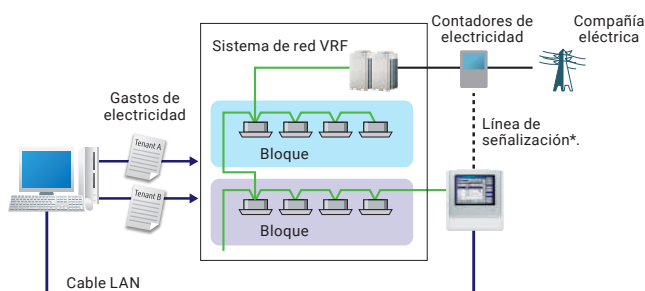 Contadores de
electricidad
Compañía
eléctrica
Sistema de red VRF
Gastos de
electricidad
Tenant A
Tenant B
Bloque
Bloque
Línea de
señalización*.
Cable LAN